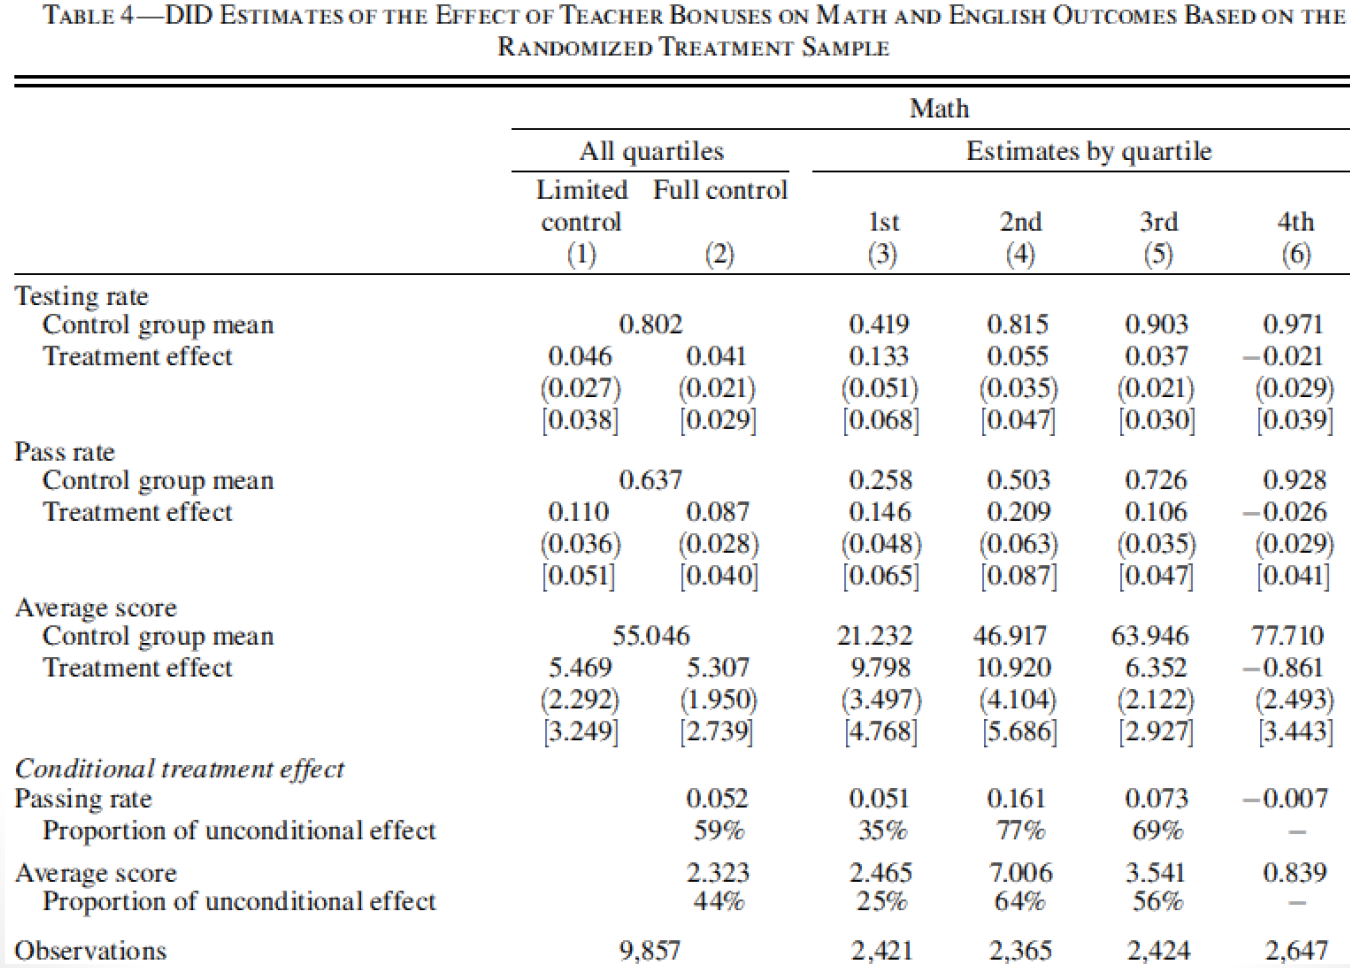 TABLE 4—DID ESTIMATES OF THE EFFECT OF TEACHER BONUSES ON MATH AND ENGLISH OUTCOMES BASED ON THE
RANDOMIZED TREATMENT SAMPLE
Math
All quartiles Estimates by quartile
Limited Full control
control 1st 2nd 3rd 4th
(1) (2) (3) (4) (5) (6)
Testing rate
Control group mean 0.802 0.419 0.815 0.903 0.971
Treatment effect 0.046 0.041 0.133 0.055 0.037 −0.021
(0.027) (0.021) (0.051) (0.035) (0.021) (0.029)
[0.038] [0.029] [0.068] [0.047] [0.030] [0.039]
Pass rate
Control group mean 0.637 0.258 0.503 0.726 0.928
Treatment effect 0.110 0.087 0.146 0.209 0.106 −0.026
(0.036) (0.028) (0.048) (0.063) (0.035) (0.029)
[0.051] [0.040] [0.065] [0.087] [0.047] [0.041]
Average score
Control group mean 55.046 21.232 46.917 63.946 77.710
Treatment effect 5.469 5.307 9.798 10.920 6.352 −0.861
(2.292) (1.950) (3.497) (4.104) (2.122) (2.493)
[3.249] [2.739] [4.768] [5.686] [2.927] [3.443]
Conditional treatment effect
Passing rate 0.052 0.051 0.161 0.073 −0.007
Proportion of unconditional effect 59% 35% 77% 69% —
Average score 2.323 2.465 7.006 3.541 0.839
Proportion of unconditional effect 44% 25% 64% 56% —
Observations 9,857 2,421 2,365 2,424 2,647